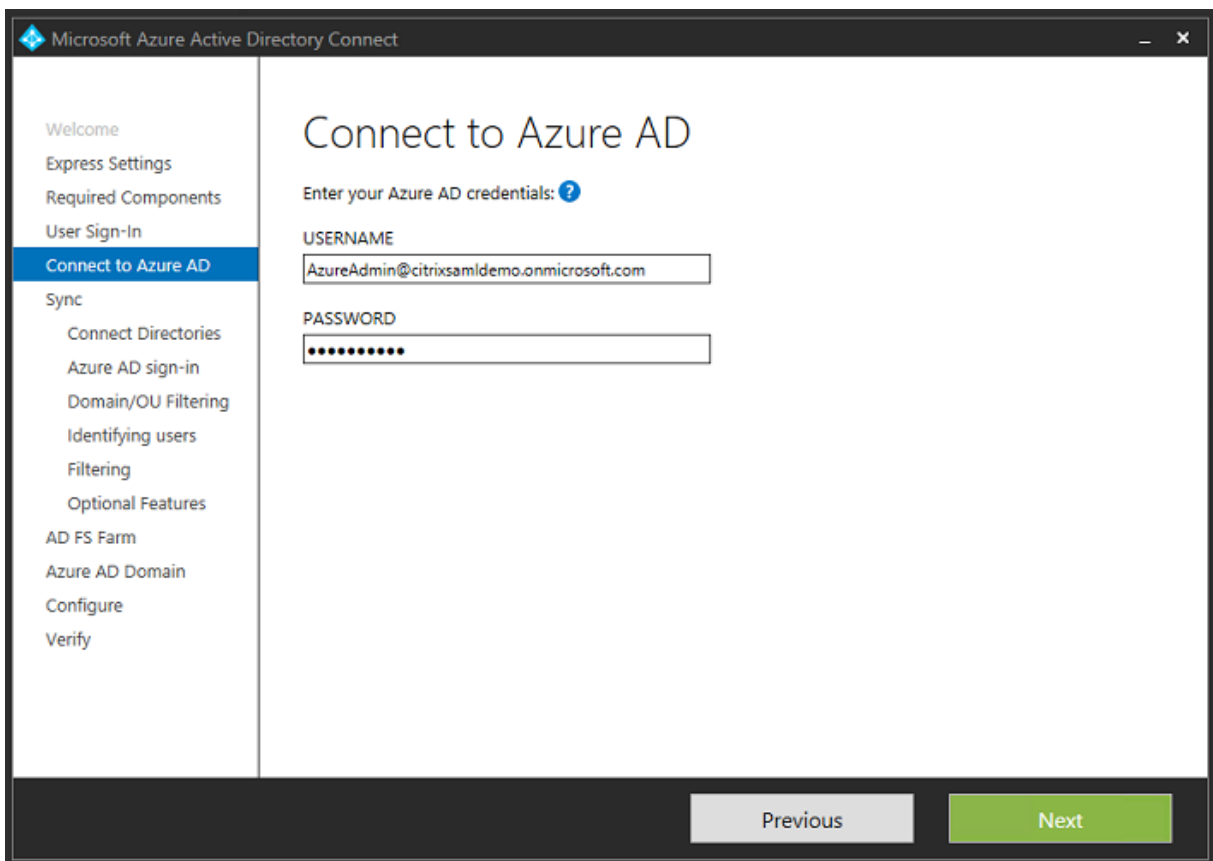 Microsoft Azure Active Directory Connect
Welcome
Express Settings
Required Components
User Sign-In
Connect to Azure AD
Sync
Connect Directories
Azure AD sign-in
Domain/OU Filtering
Identifying users
Filtering
Optional Features
AD FS Farm
Azure AD Domain
Configure
Verify
Connect to Azure AD
Enter your Azure AD credentials: ?
USERNAME
AzureAdmin@citrixsamldemo.onmicrosoft.com
PASSWORD
●●●●●●●●●●
Previous
Next